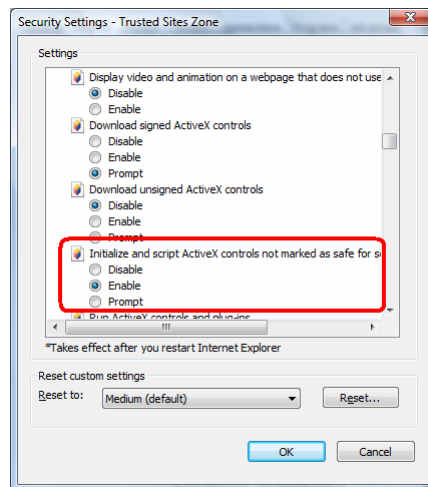 Security Settings - Trusted Sites Zone
Settings
Display video and animation on a webpage that does not use
Disable
Enable
Download signed ActiveX controls
Disable
Enable
Prompt
Download unsigned ActiveX controls
Disable
Enable
Prompt
Initialize and script ActiveX controls not marked as safe for s
Disable
Enable
Prompt
Run ActiveX controls and plug-ins
*Takes effect after you restart Internet Explorer
Reset custom settings
Reset to: Medium (default) Reset...
OK Cancel